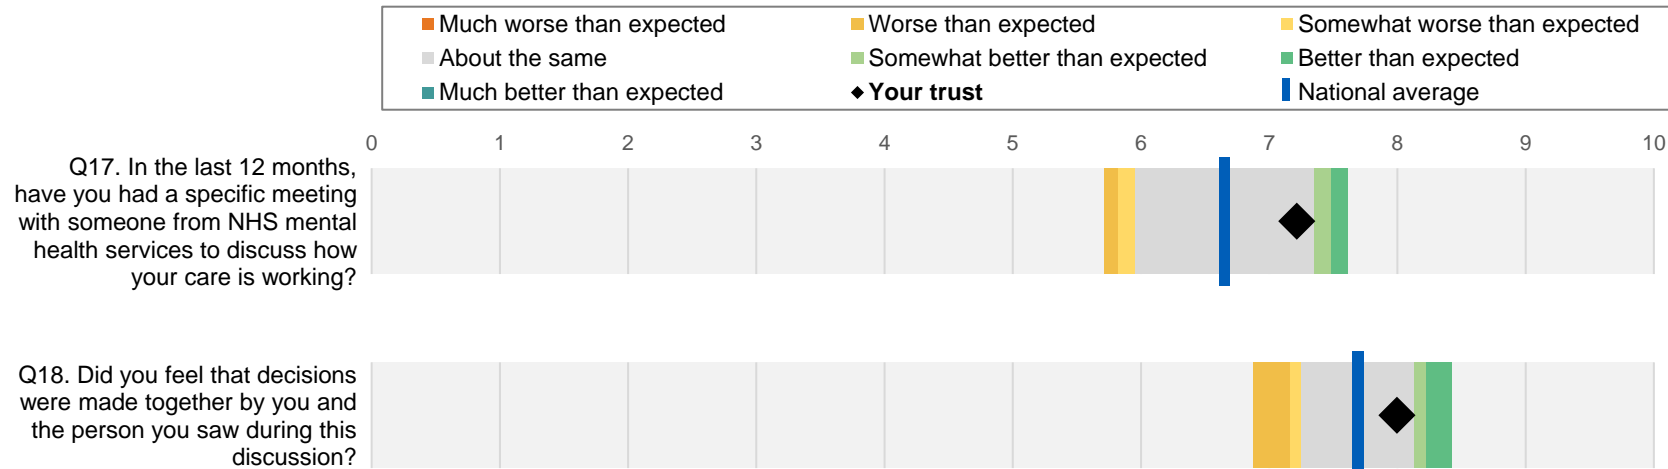 Much worse than expected
Worse than expected
Somewhat worse than expected
About the same
Somewhat better than expected
Better than expected
Much better than expected
Your trust
National average
0 1 2 3 4 5 6 7 8 9 10
Q17. In the last 12 months,
have you had a specific meeting
with someone from NHS mental
health services to discuss how
your care is working?
Q18. Did you feel that decisions
were made together by you and
the person you saw during this
discussion?